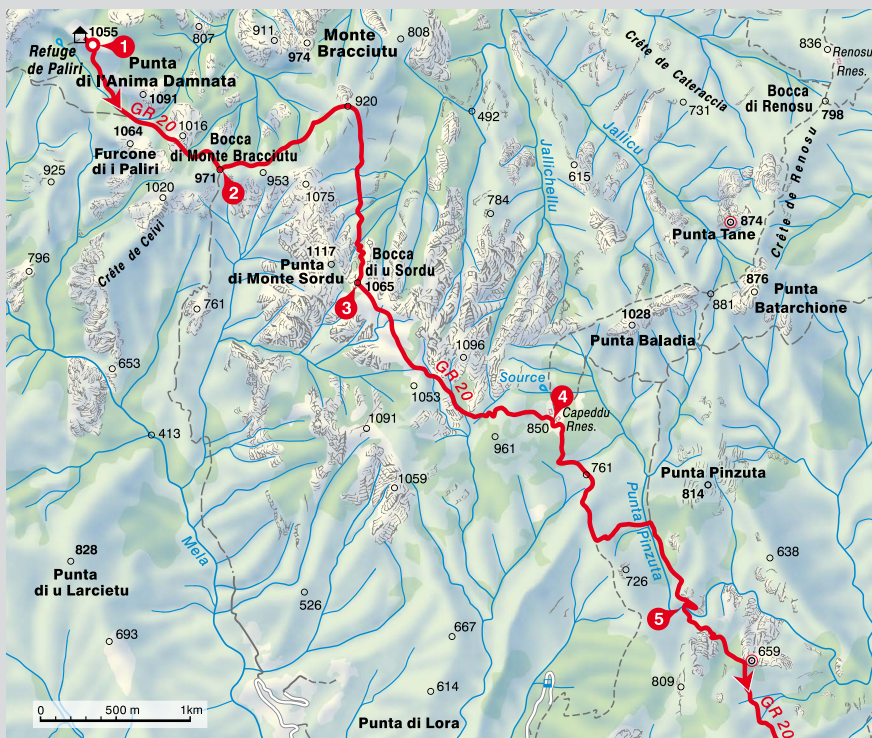 1055
1
Refuge
de Paliri
807
911
974
Monte
Bracciutu
808
Crête de Cateraccia
836
Renosu
Rnes.
Punta
di l'Anima Damnata
1091
GR 20
1016
1064
Furcone
di i Paliri
Bocca
di Monte Bracciutu
971
2
953
920
492
Jallicu
731
Bocca
di Renosu
798
Crête de Renosu
925
1020
Crête de Ceivi
1075
Jallichellu
615
784
874
Punta Tane
796
761
1117
Punta
di Monte Sordu
Bocca
di u Sordu
1065
3
876
Punta
Batarchione
881
1028
Punta Baladia
653
1096
GR 20
1053
Source
4
Capeddu
Rnes.
850
961
413
1091
1059
761
Punta Pinzuta
Punta Pinzuta
814
Mela
828
Punta
di u Larcietu
526
638
726
5
693
667
659
614
809
0
500 m
1km
Punta di Lora
GR 20